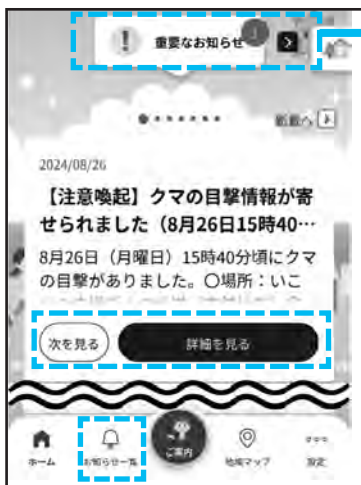 重要なお知らせ
1
2024/08/26
【注意喚起】クマの目撃情報が寄
せられました(8月26日15時40…
8月26日(月曜日)15時40分頃にクマ
の目撃がありました。〇場所:いこ
次を見る
詳細を見る
ホーム
お知らせ一覧
ご案内
地域マップ
設定